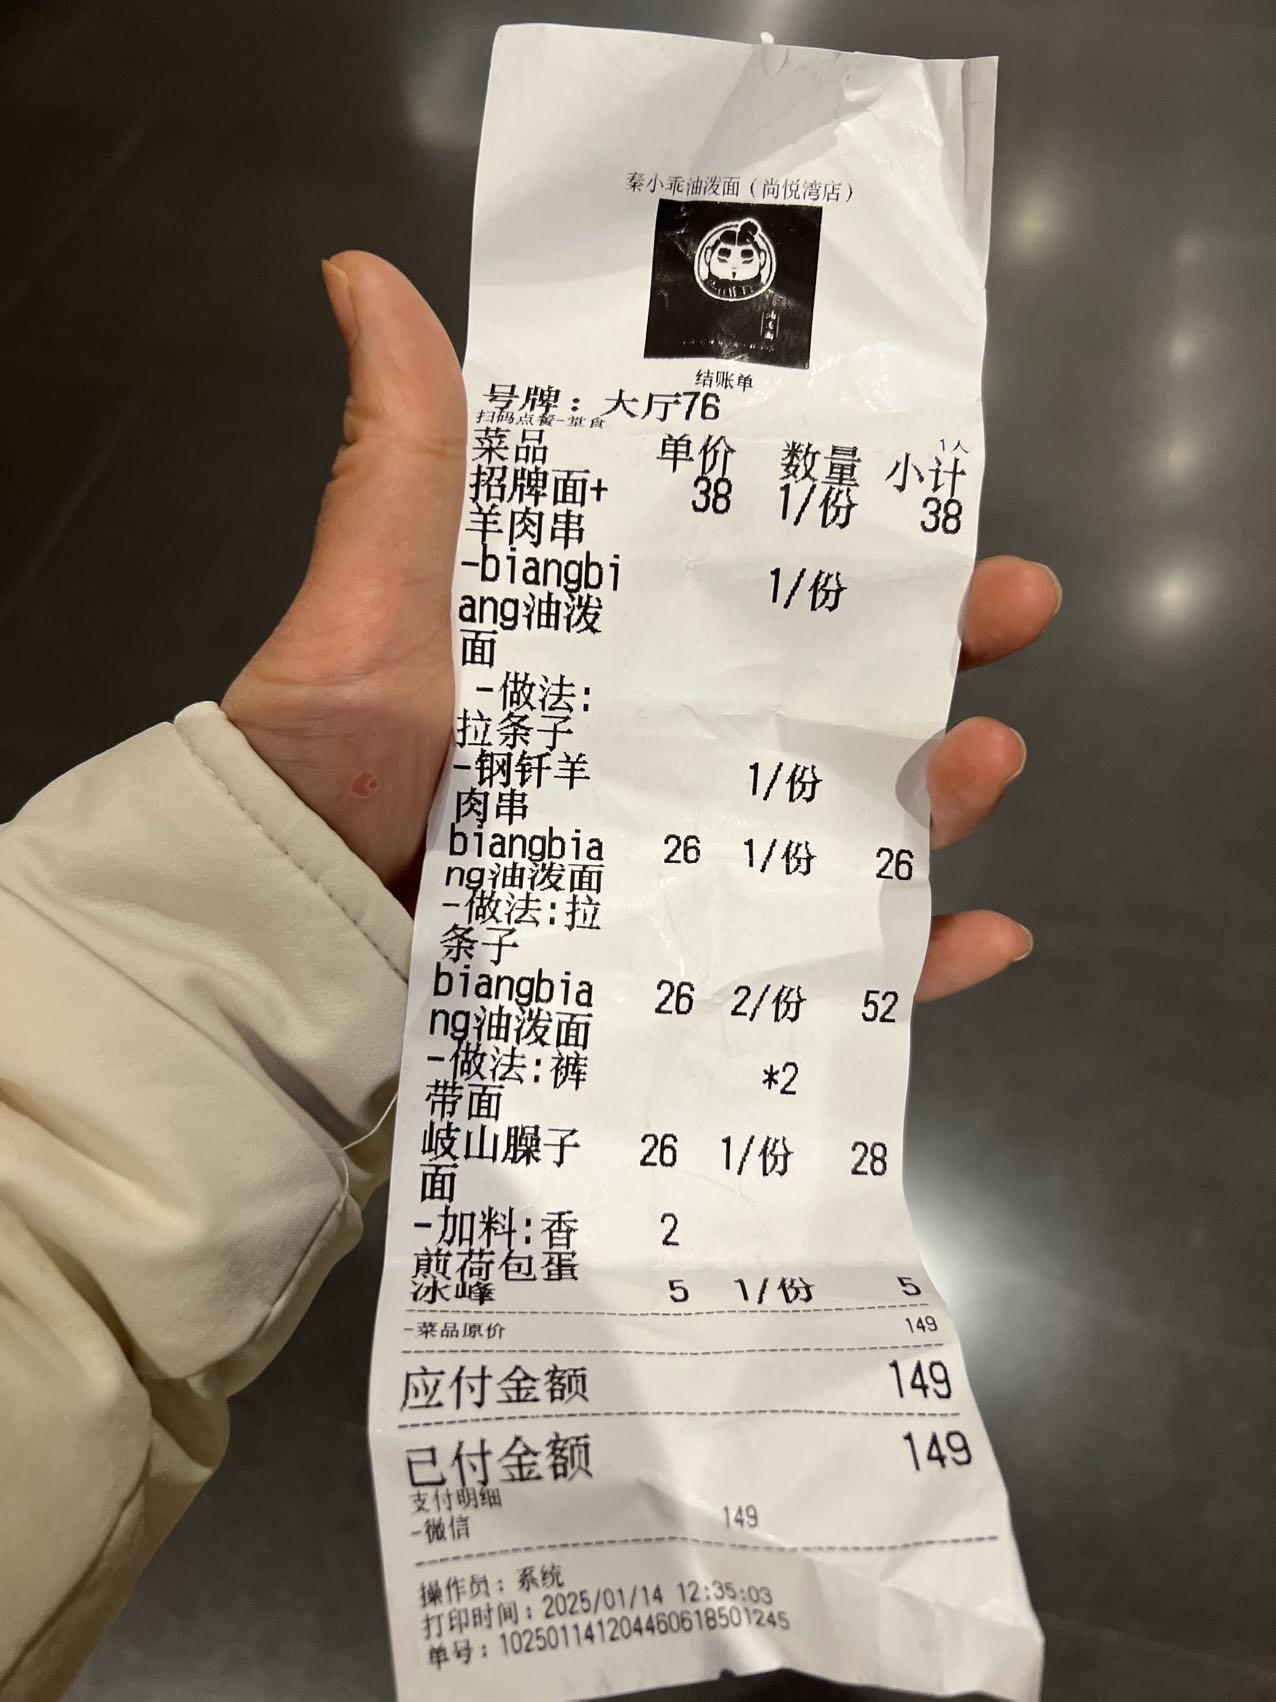 秦小乖油泼面（尚悦湾店）
结账单
号牌：大厅76
扫码点餐-堂食
1人
菜品 单价 数量 小计
招牌面+ 38 1/份 38
羊肉串
-biangbi 1/份
ang油泼
面
-做法:
拉条子
-钢钎羊 1/份
肉串
biangbia 26 1/份 26
ng油泼面
-做法:拉
条子
biangbia 26 2/份 52
ng油泼面
-做法:裤 *2
带面
岐山臊子 26 1/份 28
面
-加料:香 2
煎荷包蛋
冰峰 5 1/份 5
-菜品原价 149
应付金额 149
已付金额 149
支付明细
-微信 149
操作员：系统
打印时间：2025/01/14 12:35:03
单号：102501141204460618501245